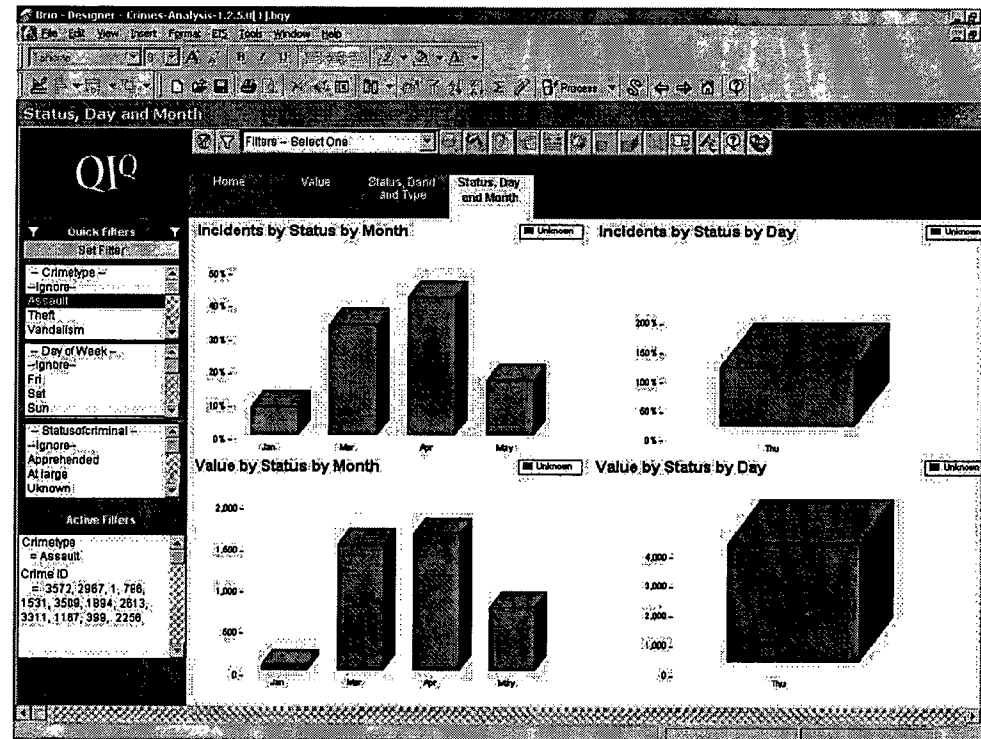 Brio - Designer - Crimes-Analysis-1.2.5.0[1].bqy
File Edit View Insert Format EIS Tools Window Help
Tahoma 8 A A B I U A
Σ Process
Status, Day and Month
QIQ
Filters -- Select One
Home
Value
Status, Dand
and Type
Status, Day
and Month
Quick Filters
Set Filter
-- Crimetype --
--Ignore--
Assault
Theft
Vandalism
-- Day of Week --
--Ignore--
Fri
Sat
Sun
-- Statusofcriminal --
--Ignore--
Apprehended
At large
Uknown
Active Filters
Crimetype
= Assault
Crime ID
= 3572, 2967, 1, 786,
1531, 3509, 1894, 2613,
3311, 1187, 399, 2256
Incidents by Status by Month
Unknown
50%
40%
30%
20%
10%
0%
Jan Mar Apr May
Incidents by Status by Day
Unknown
200%
150%
100%
50%
0%
Thu
Value by Status by Month
Unknown
2,000
1,500
1,000
500
0
Jan Mar Apr May
Value by Status by Day
Unknown
4,000
3,000
2,000
1,000
0
Thu